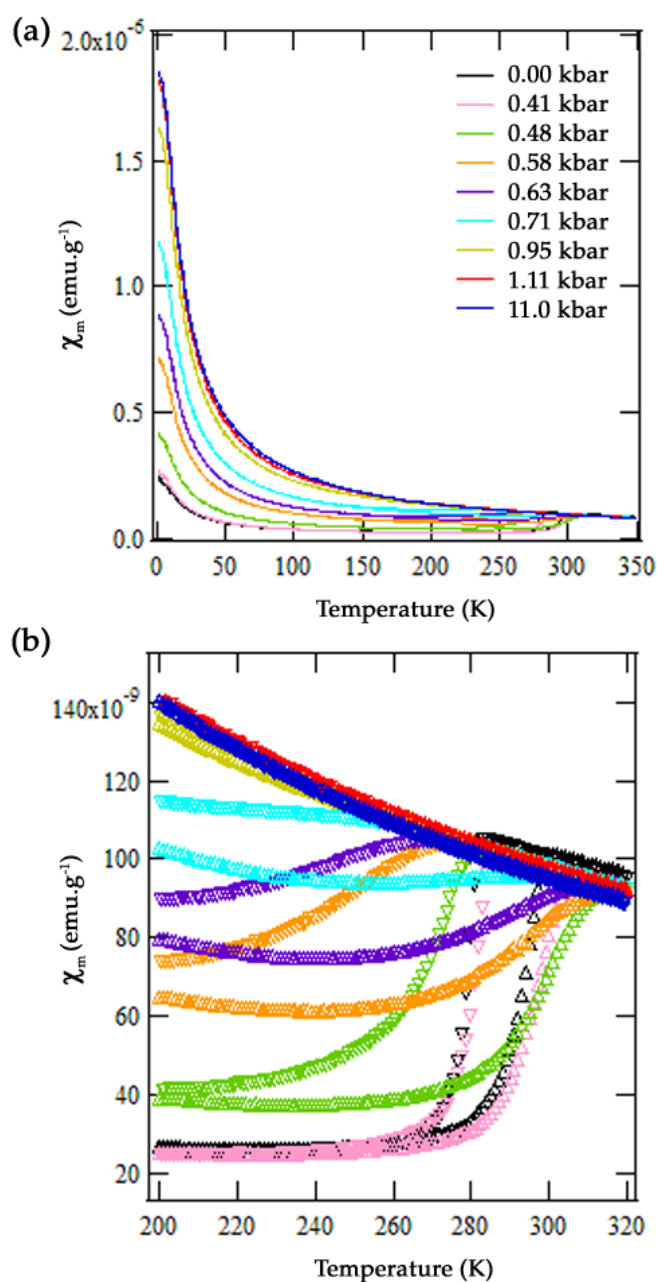 (a)
2.0x10⁻⁶
1.5
1.0
0.5
0.0
χₘ (emu.g⁻¹)
0.00 kbar
0.41 kbar
0.48 kbar
0.58 kbar
0.63 kbar
0.71 kbar
0.95 kbar
1.11 kbar
11.0 kbar
0 50 100 150 200 250 300 350
Temperature (K)
(b)
140x10⁻⁹
120
100
80
60
40
20
χₘ (emu.g⁻¹)
200 220 240 260 280 300 320
Temperature (K)